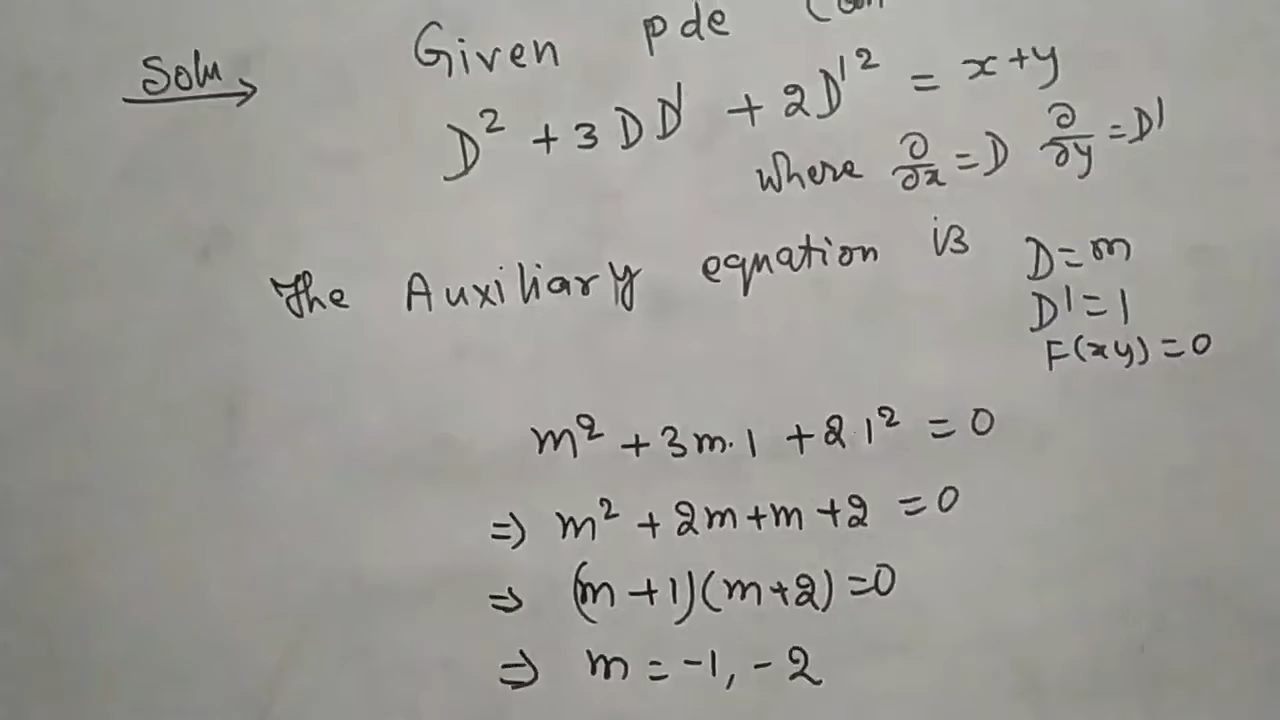 Soln Given pde
D² + 3DD' + 2D'² = x+y
where ∂/∂x = D ∂/∂y = D'
The Auxiliary equation is D = m
D' = 1
F(xy) = 0
m² + 3m.1 + 2.1² = 0
⇒ m² + 2m+m+2 = 0
⇒ (m+1)(m+2) = 0
⇒ m = -1, -2